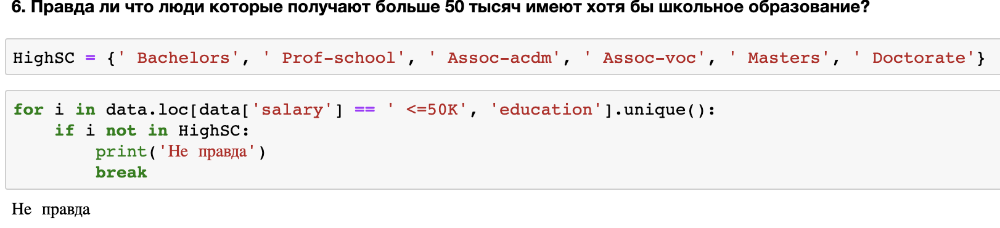 6. Правда ли что люди которые получают больше 50 тысяч имеют хотя бы школьное образование?
HighSC = {' Bachelors', ' Prof-school', ' Assoc-acdm', ' Assoc-voc', ' Masters', ' Doctorate'}
for i in data.loc[data['salary'] == ' <=50K', 'education'].unique():
    if i not in HighSC:
        print('Не правда')
        break
Не правда